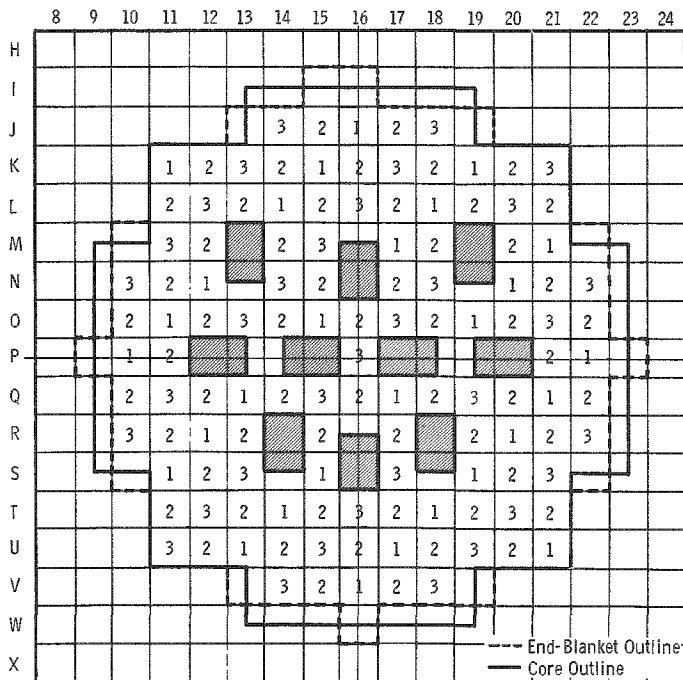 8 9 10 11 12 13 14 15 16 17 18 19 20 21 22 23 24
H
I
J 3 2 1 2 3
K 1 2 3 2 1 2 3 2 1 2 3
L 2 3 2 1 2 3 2 1 2 3 2
M 3 2 2 3 1 2 2 1
N 3 2 1 3 2 2 3 1 2 3
O 2 1 2 3 2 1 2 3 2 1 2 3 2
P 1 2 3 2 1
Q 2 3 2 1 2 3 2 1 2 3 2 1 2
R 3 2 1 2 2 2 2 1 2 3
S 1 2 3 1 3 1 2 3
T 2 3 2 1 2 3 2 1 2 3 2
U 3 2 1 2 3 2 1 2 3 2 1
V 3 2 1 2 3
W
X
End-Blanket Outline
Core Outline